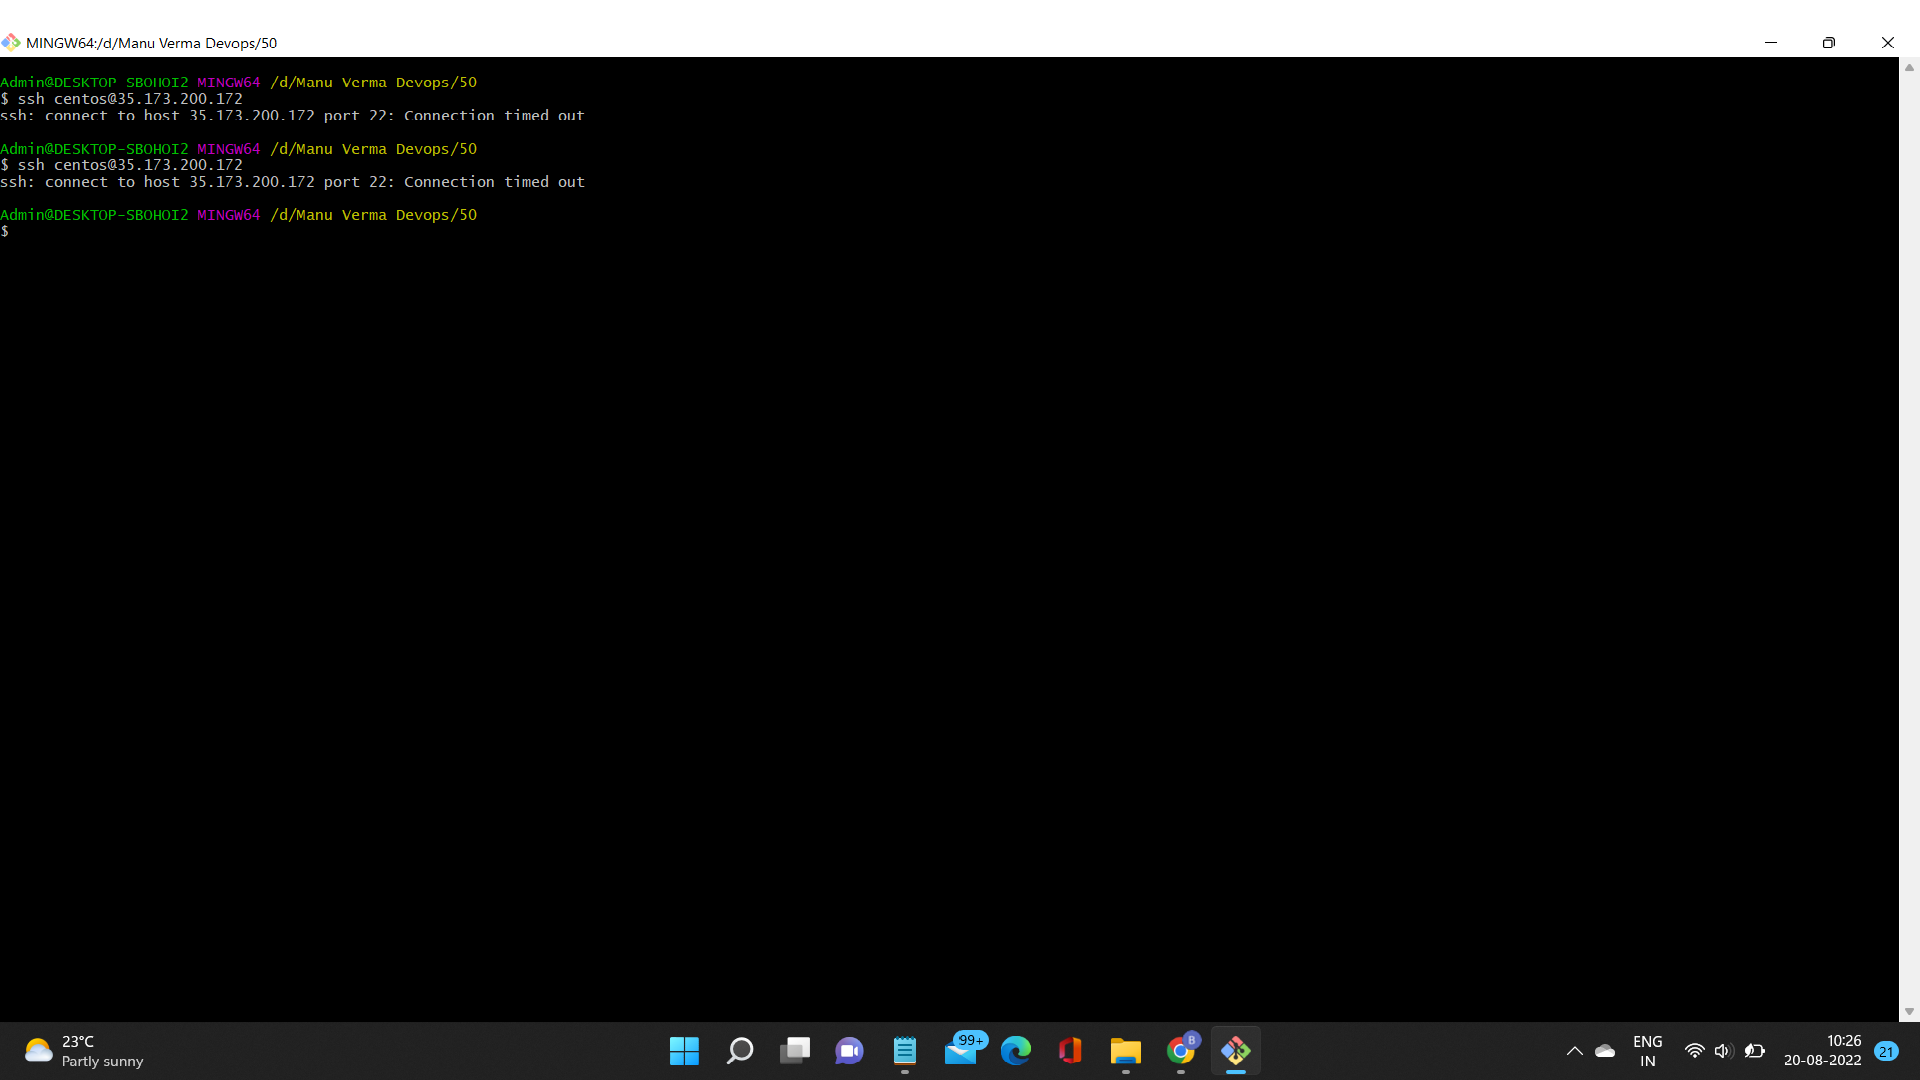 MINGW64:/d/Manu Verma Devops/50
Admin@DESKTOP-SBOHOI2 MINGW64 /d/Manu Verma Devops/50
$ ssh centos@35.173.200.172
ssh: connect to host 35.173.200.172 port 22: Connection timed out
Admin@DESKTOP-SBOHOI2 MINGW64 /d/Manu Verma Devops/50
$ ssh centos@35.173.200.172
ssh: connect to host 35.173.200.172 port 22: Connection timed out
Admin@DESKTOP-SBOHOI2 MINGW64 /d/Manu Verma Devops/50
$
23°C
Partly sunny
99+
B
ENG
IN
10:26
20-08-2022
21